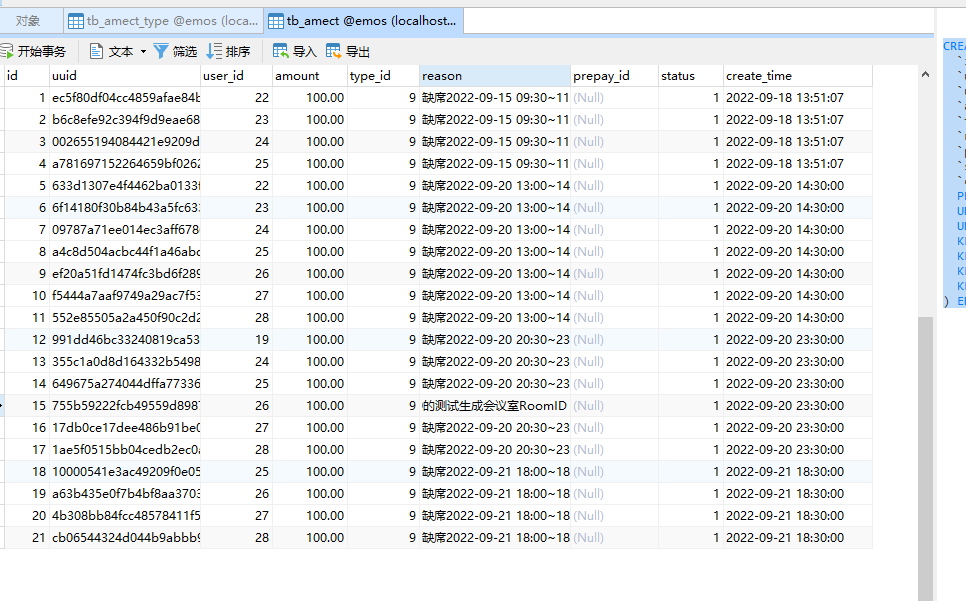 对象 tb_amect_type @emos (loca... tb_amect @emos (localhost...
开始事务 文本 筛选 排序 导入 导出
id uuid user_id amount type_id reason prepay_id status create_time
1 ec5f80df04cc4859afae84b 22 100.00 9 缺席2022-09-15 09:30~11 (Null) 1 2022-09-18 13:51:07
2 b6c8efe92c394f9d9eae68 23 100.00 9 缺席2022-09-15 09:30~11 (Null) 1 2022-09-18 13:51:07
3 002655194084421e9209d 24 100.00 9 缺席2022-09-15 09:30~11 (Null) 1 2022-09-18 13:51:07
4 a781697152264659bf0262 25 100.00 9 缺席2022-09-15 09:30~11 (Null) 1 2022-09-18 13:51:07
5 633d1307e4f4462ba0133f 22 100.00 9 缺席2022-09-20 13:00~14 (Null) 1 2022-09-20 14:30:00
6 6f14180f30b84b43a5fc63 23 100.00 9 缺席2022-09-20 13:00~14 (Null) 1 2022-09-20 14:30:00
7 09787a71ee014ec3aff678 24 100.00 9 缺席2022-09-20 13:00~14 (Null) 1 2022-09-20 14:30:00
8 a4c8d504acbc44f1a46abc 25 100.00 9 缺席2022-09-20 13:00~14 (Null) 1 2022-09-20 14:30:00
9 ef20a51fd1474fc3bd6f289 26 100.00 9 缺席2022-09-20 13:00~14 (Null) 1 2022-09-20 14:30:00
10 f5444a7aaf9749a29ac7f53 27 100.00 9 缺席2022-09-20 13:00~14 (Null) 1 2022-09-20 14:30:00
11 552e85505a2a450f90c2d2 28 100.00 9 缺席2022-09-20 13:00~14 (Null) 1 2022-09-20 14:30:00
12 991dd46bc33240819ca53 19 100.00 9 缺席2022-09-20 20:30~23 (Null) 1 2022-09-20 23:30:00
13 355c1a0d8d164332b5498 24 100.00 9 缺席2022-09-20 20:30~23 (Null) 1 2022-09-20 23:30:00
14 649675a274044dffa77336 25 100.00 9 缺席2022-09-20 20:30~23 (Null) 1 2022-09-20 23:30:00
15 755b59222fcb49559d898 26 100.00 9 的测试生成会议室RoomID (Null) 1 2022-09-20 23:30:00
16 17db0ce17dee486b91be0 27 100.00 9 缺席2022-09-20 20:30~23 (Null) 1 2022-09-20 23:30:00
17 1ae5f0515bb04cedb2ec0 28 100.00 9 缺席2022-09-20 20:30~23 (Null) 1 2022-09-20 23:30:00
18 10000541e3ac49209f0e05 25 100.00 9 缺席2022-09-21 18:00~18 (Null) 1 2022-09-21 18:30:00
19 a63b435e0f7b4bf8aa3703 26 100.00 9 缺席2022-09-21 18:00~18 (Null) 1 2022-09-21 18:30:00
20 4b308bb84fcc48578411f5 27 100.00 9 缺席2022-09-21 18:00~18 (Null) 1 2022-09-21 18:30:00
21 cb06544324d044b9abbb9 28 100.00 9 缺席2022-09-21 18:00~18 (Null) 1 2022-09-21 18:30:00